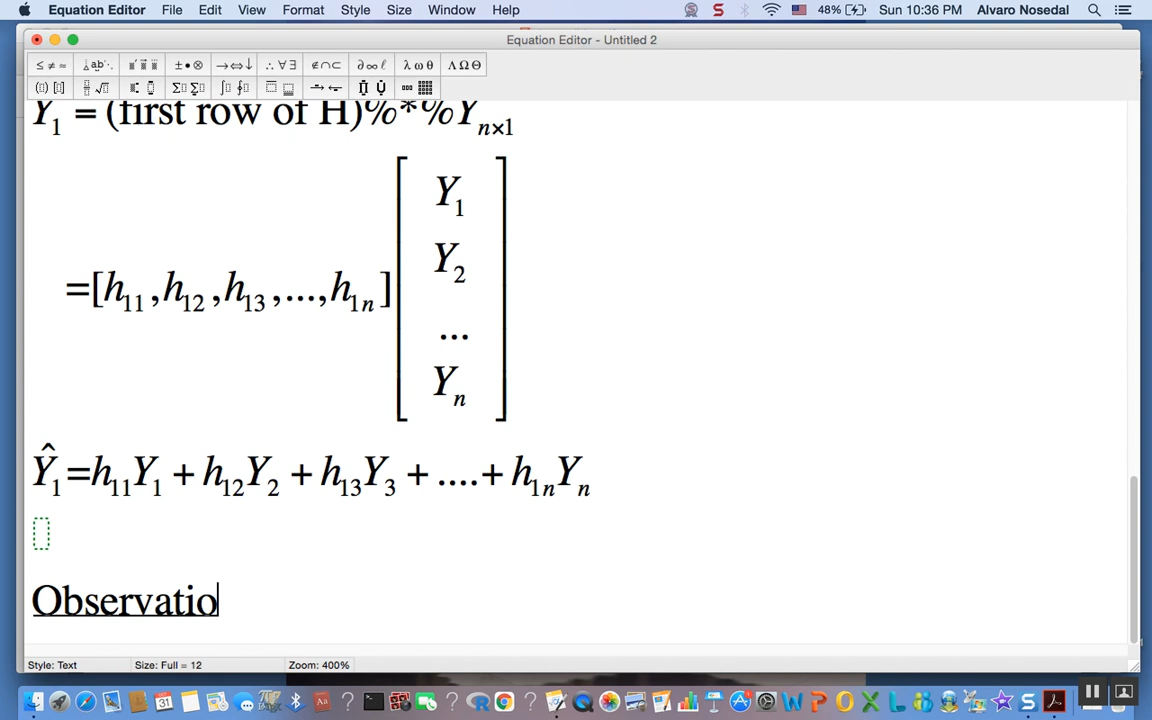 Equation Editor File Edit View Format Style Size Window Help 48% Sun 10:36 PM Alvaro Nosedal
Equation Editor - Untitled 2
Y₁ = (first row of H)%*%Yₙₓ₁
=[h₁₁,h₁₂,h₁₃,...,h₁ₙ]
Y₁
Y₂
...
Yₙ
Ŷ₁=h₁₁Y₁ + h₁₂Y₂ + h₁₃Y₃ + ....+ h₁ₙYₙ
Observatio
Style: Text Size: Full = 12 Zoom: 400%